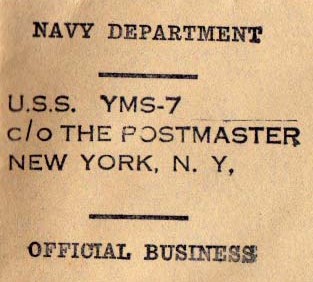 NAVY DEPARTMENT
U.S.S. YMS-7
c/o THE POSTMASTER
NEW YORK, N. Y,
OFFICIAL BUSINESS